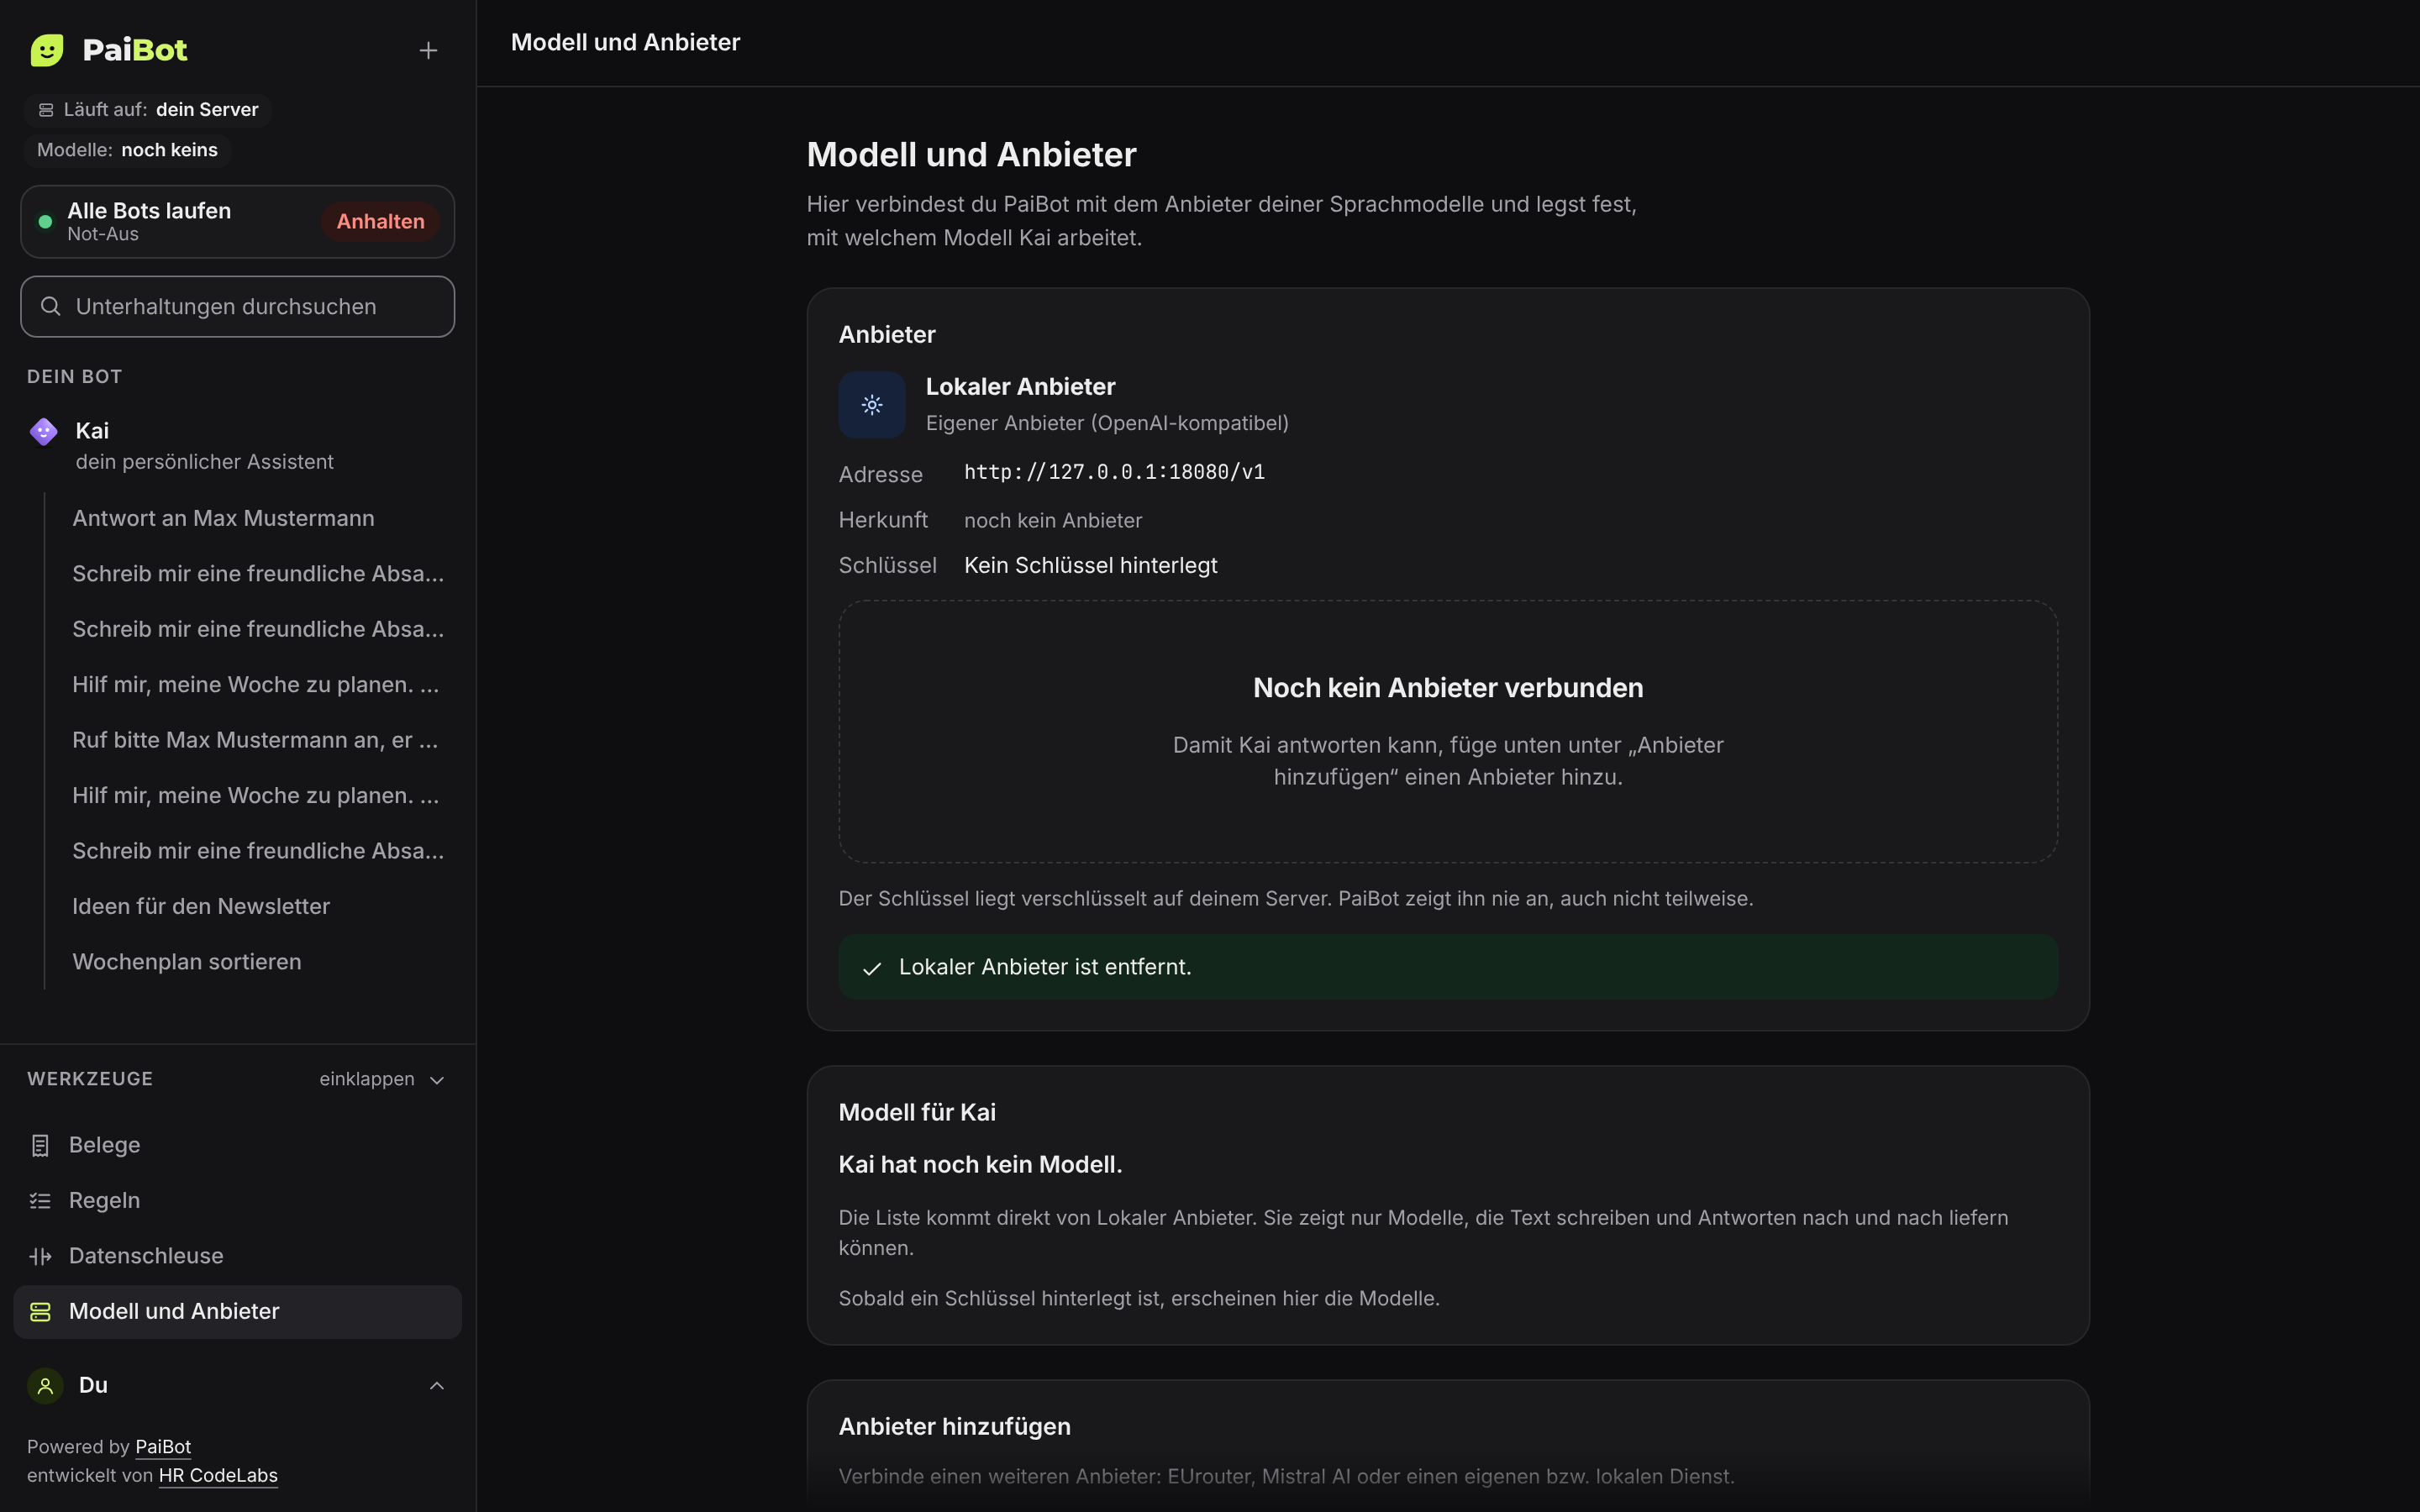 PaiBot
Läuft auf: dein Server
Modelle: noch keins
Alle Bots laufen
Not-Aus
Anhalten
Unterhaltungen durchsuchen
DEIN BOT
Kai
dein persönlicher Assistent
Antwort an Max Mustermann
Schreib mir eine freundliche Absa...
Schreib mir eine freundliche Absa...
Hilf mir, meine Woche zu planen. ...
Ruf bitte Max Mustermann an, er ...
Hilf mir, meine Woche zu planen. ...
Schreib mir eine freundliche Absa...
Ideen für den Newsletter
Wochenplan sortieren
WERKZEUGE
einklappen
Belege
Regeln
Datenschleuse
Modell und Anbieter
Du
Powered by PaiBot
entwickelt von HR CodeLabs
Modell und Anbieter
Modell und Anbieter
Hier verbindest du PaiBot mit dem Anbieter deiner Sprachmodelle und legst fest,
mit welchem Modell Kai arbeitet.
Anbieter
Lokaler Anbieter
Eigener Anbieter (OpenAI-kompatibel)
Adresse http://127.0.0.1:18080/v1
Herkunft noch kein Anbieter
Schlüssel Kein Schlüssel hinterlegt
Noch kein Anbieter verbunden
Damit Kai antworten kann, füge unten unter „Anbieter
hinzufügen“ einen Anbieter hinzu.
Der Schlüssel liegt verschlüsselt auf deinem Server. PaiBot zeigt ihn nie an, auch nicht teilweise.
Lokaler Anbieter ist entfernt.
Modell für Kai
Kai hat noch kein Modell.
Die Liste kommt direkt von Lokaler Anbieter. Sie zeigt nur Modelle, die Text schreiben und Antworten nach und nach liefern
können.
Sobald ein Schlüssel hinterlegt ist, erscheinen hier die Modelle.
Anbieter hinzufügen
Verbinde einen weiteren Anbieter: EUrouter, Mistral AI oder einen eigenen bzw. lokalen Dienst.